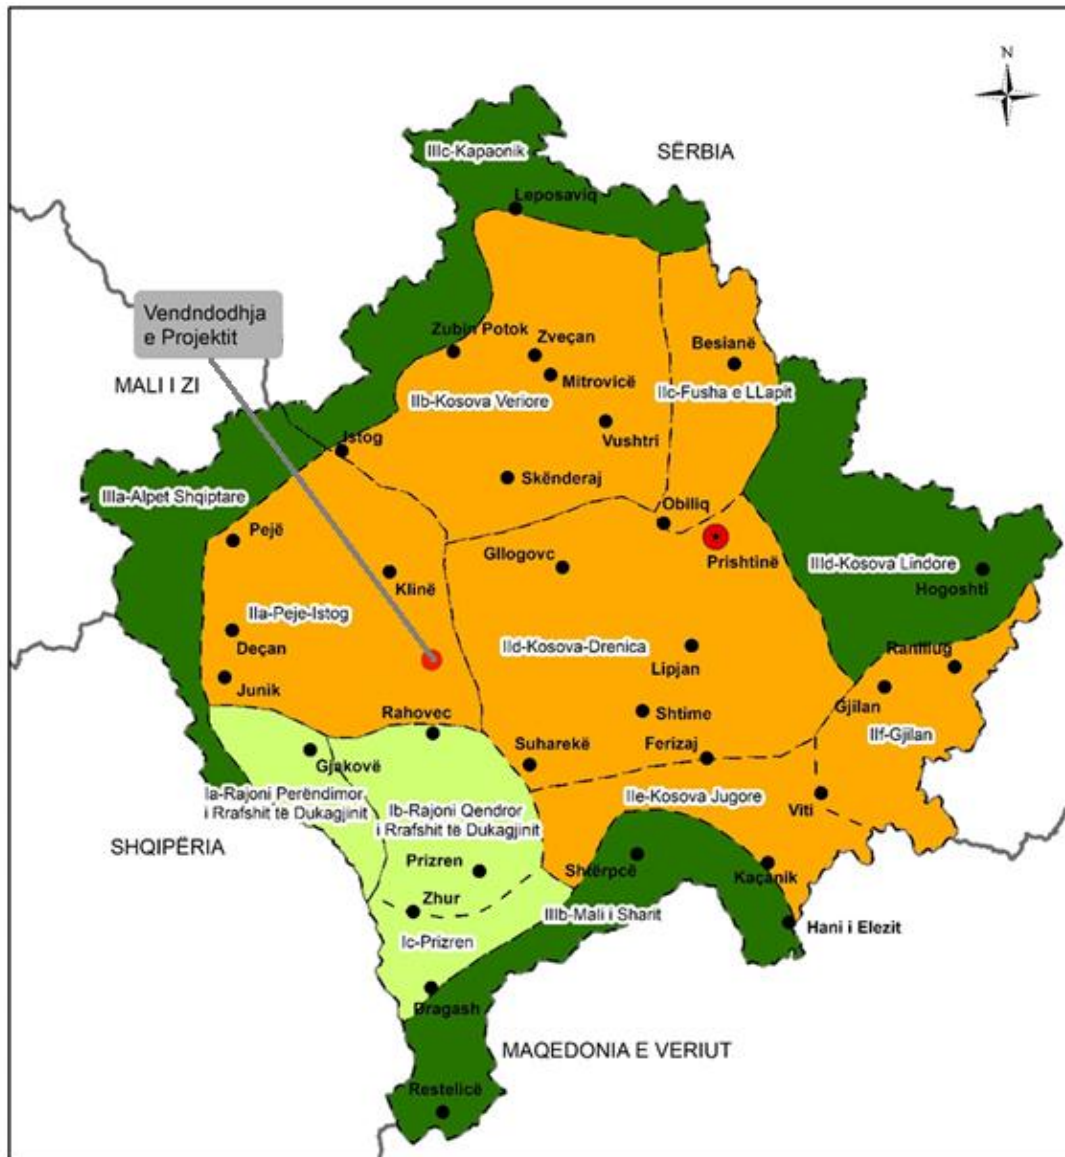 N
IIIc-Kapaonik
SËRBIA
Leposaviq
Vendndodhja
e Projektit
Zubin Potok
Zveçan
Besianë
Mitrovicë
MALI I ZI
IIb-Kosova Veriore
IIc-Fusha e LLapit
Vushtri
Istog
Skënderaj
IIIa-Alpet Shqiptare
Obiliq
Pejë
Gllogovc
Prishtinë
IIId-Kosova Lindore
Klinë
Hogoshti
IIa-Peje-Istog
Deçan
IId-Kosova-Drenica
Ranillug
Lipjan
Junik
Gjilan
Rahovec
Shtime
Suharekë
Ferizaj
IIf-Gjilan
Gjakovë
Ia-Rajoni Perëndimor
i Rrafshit të Dukagjinit
Ib-Rajoni Qendror
i Rrafshit të Dukagjinit
IIe-Kosova Jugore
Viti
SHQIPËRIA
Prizren
Shtërpcë
Kaçanik
Zhur
IIIb-Mali i Sharit
Hani i Elezit
Ic-Prizren
Dragash
MAQEDONIA E VERIUT
Restelicë